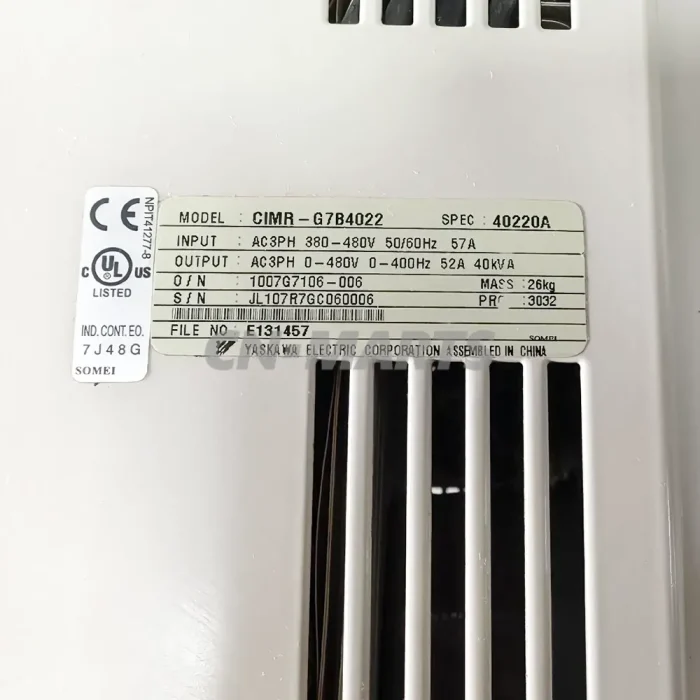 CE
NPIT41277-8
C UL US
LISTED
IND. CONT. EQ.
7J48G
SOMEI
MODEL : CIMR-G7B4022 SPEC : 40220A
INPUT : AC3PH 380-480V 50/60Hz 57A
OUTPUT : AC3PH 0-480V 0-400Hz 52A 40kVA
O/N : 1007G7106-006 MASS : 26kg
S/N : JL107R7GC060006 PRG : 3032
FILE NO : E131457 SOMEI
YASKAWA ELECTRIC CORPORATION ASSEMBLED IN CHINA
CN-MARTS